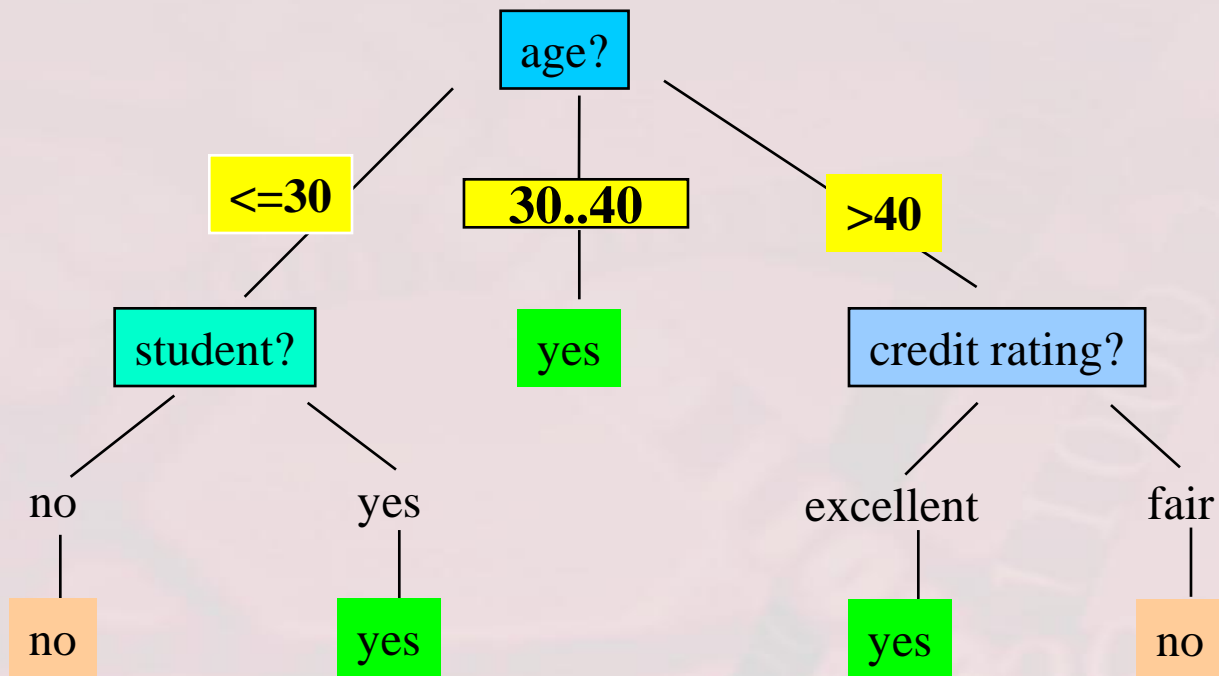 age?
<=30
30..40
>40
student?
yes
credit rating?
no
yes
excellent
fair
no
yes
yes
no